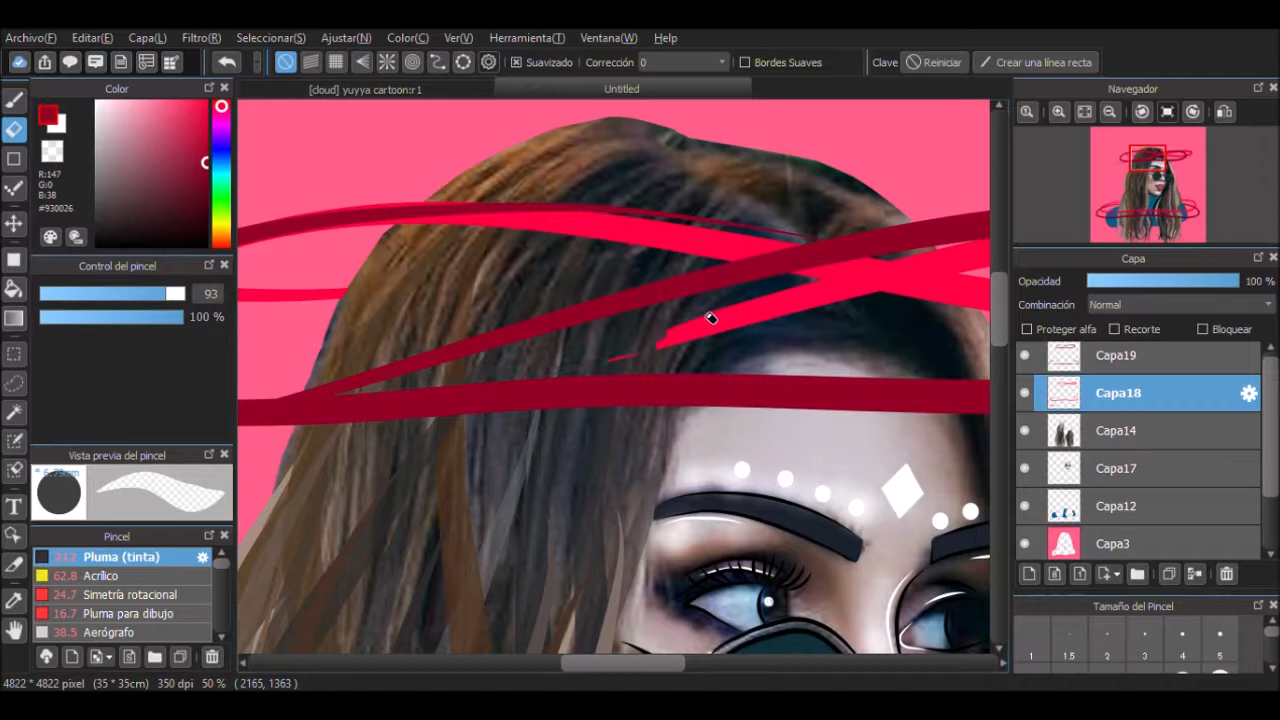 Archivo(F) Editar(E) Capa(L) Filtro(R) Seleccionar(S) Ajustar(N) Color(C) Ver(V) Herramienta(T) Ventana(W) Help
Suavizado Corrección 0 Bordes Suaves Clave Reiniciar Crear una línea recta
Color
[cloud] yuyya cartoon:r1
Untitled
Navegador
R:147
G:0
B:38
#930026
Control del pincel
93
100 %
Capa
Opacidad 100 %
Combinación Normal
Proteger alfa Recorte Bloquear
Capa19
Capa18
Capa14
Capa17
Capa12
Capa3
Vista previa del pincel
Pincel
Pluma (tinta)
62.8 Acrílico
24.7 Simetría rotacional
16.7 Pluma para dibujo
38.5 Aerógrafo
Tamaño del Pincel
1 1.5 2 3 4 5
4822 * 4822 pixel (35 * 35cm) 350 dpi 50 % ( 2165, 1363 )